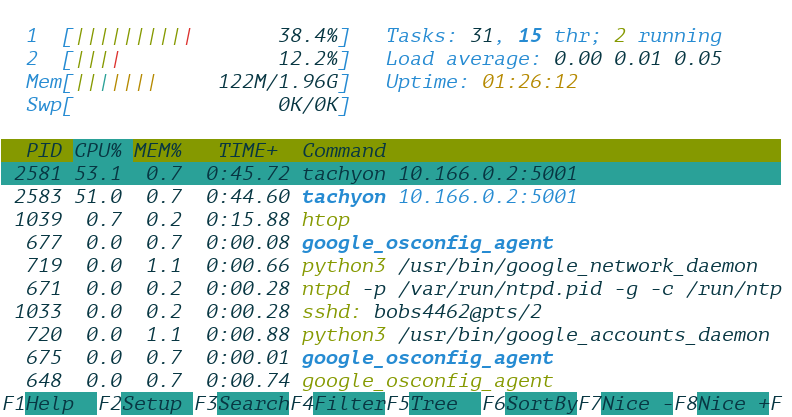 1 [||||||||||		38.4%] Tasks: 31, 15 thr; 2 running
2 [||||		12.2%] Load average: 0.00 0.01 0.05
Mem[|||||||		122M/1.96G] Uptime: 01:26:12
Swp[		0K/0K]
PID CPU% MEM% TIME+ Command
2581 53.1 0.7 0:45.72 tachyon 10.166.0.2:5001
2583 51.0 0.7 0:44.60 tachyon 10.166.0.2:5001
1039 0.7 0.2 0:15.88 htop
677 0.0 0.7 0:00.08 google_osconfig_agent
719 0.0 1.1 0:00.66 python3 /usr/bin/google_network_daemon
671 0.0 0.2 0:00.28 ntpd -p /var/run/ntpd.pid -g -c /run/ntp
1033 0.0 0.2 0:00.28 sshd: bobs4462@pts/2
720 0.0 1.1 0:00.88 python3 /usr/bin/google_accounts_daemon
675 0.0 0.7 0:00.01 google_osconfig_agent
648 0.0 0.7 0:00.74 google_osconfig_agent
F1Help F2Setup F3SearchF4FilterF5Tree F6SortByF7Nice -F8Nice +F